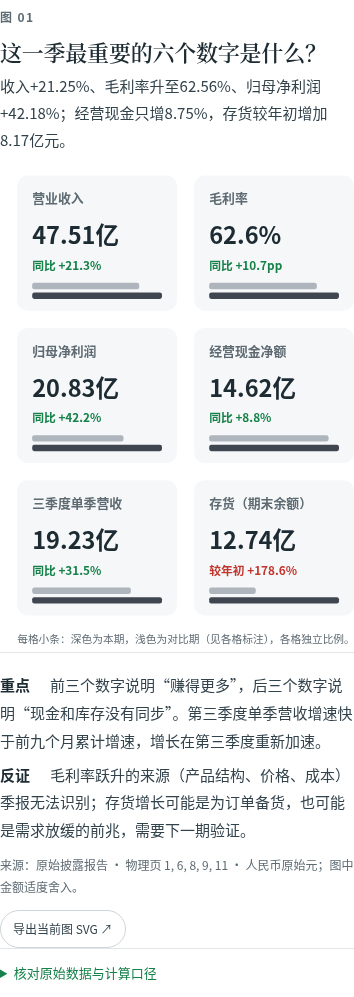 图 01
这一季最重要的六个数字是什么？
收入+21.25%、毛利率升至62.56%、归母净利润
+42.18%；经营现金只增8.75%，存货较年初增加
8.17亿元。
营业收入
47.51亿
同比 +21.3%
毛利率
62.6%
同比 +10.7pp
归母净利润
20.83亿
同比 +42.2%
经营现金净额
14.62亿
同比 +8.8%
三季度单季营收
19.23亿
同比 +31.5%
存货（期末余额）
12.74亿
较年初 +178.6%
每格小条：深色为本期，浅色为对比期（见各格标注），各格独立比例。
重点 前三个数字说明“赚得更多”，后三个数字说
明“现金和库存没有同步”。第三季度单季营收增速快
于前九个月累计增速，增长在第三季度重新加速。
反证 毛利率跃升的来源（产品结构、价格、成本）
季报无法识别；存货增长可能是为订单备货，也可能
是需求放缓的前兆，需要下一期验证。
来源：原始披露报告 · 物理页 1, 6, 8, 9, 11 · 人民币原始元；图中
金额适度舍入。
导出当前图 SVG ↗
▶ 核对原始数据与计算口径